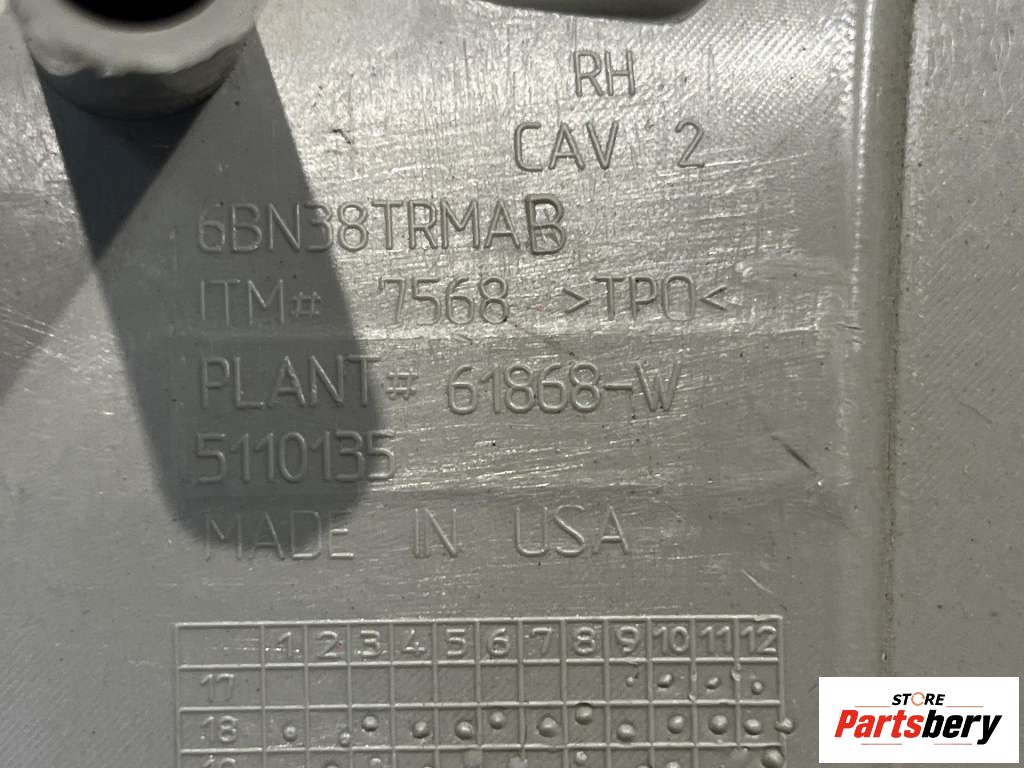 RH
CAV 2
6BN38TRMAB
ITM# 7568 >TPO<
PLANT# 61868-W
5110135
MADE IN USA
1 2 3 4 5 6 7 8 9 10 11 12
17
18
STORE
Partsbery